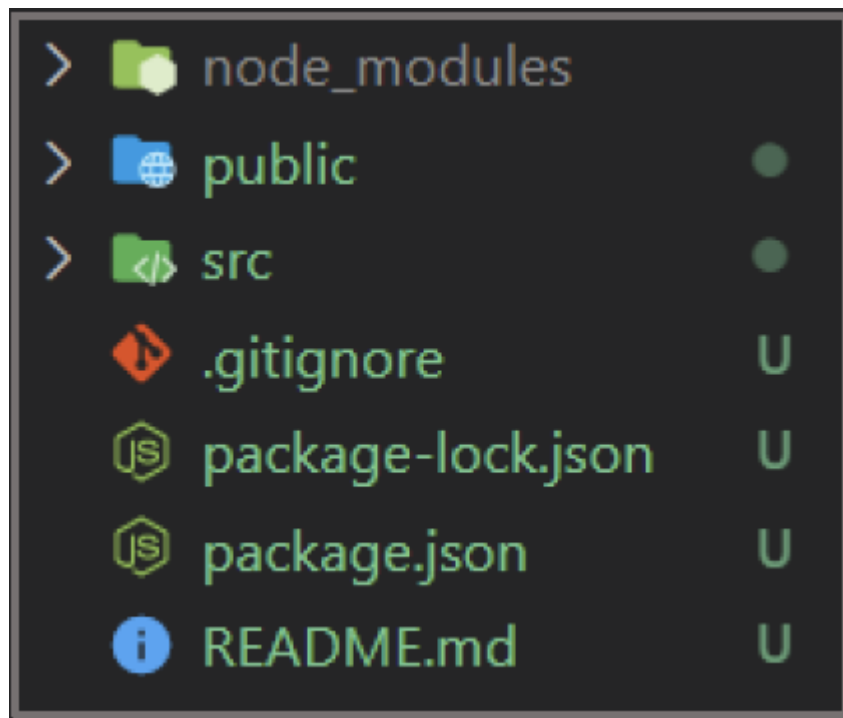 node_modules
public
src
.gitignore U
package-lock.json U
package.json U
README.md U